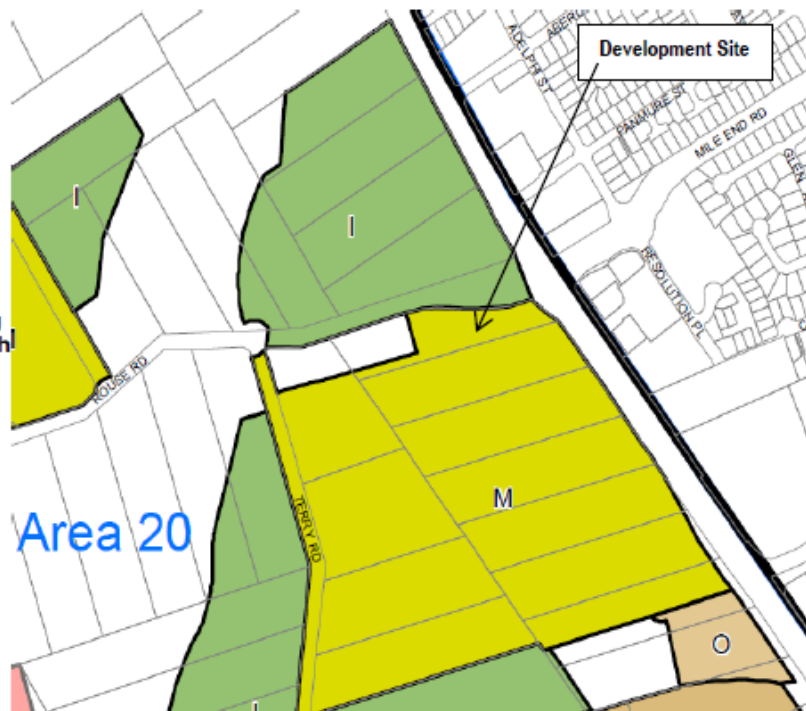 ADELPHI ST
Development Site
PANMURE ST
MILE END RD
I
I
RESOLUTION PL
ROUSE RD
TERRY RD
M
Area 20
O